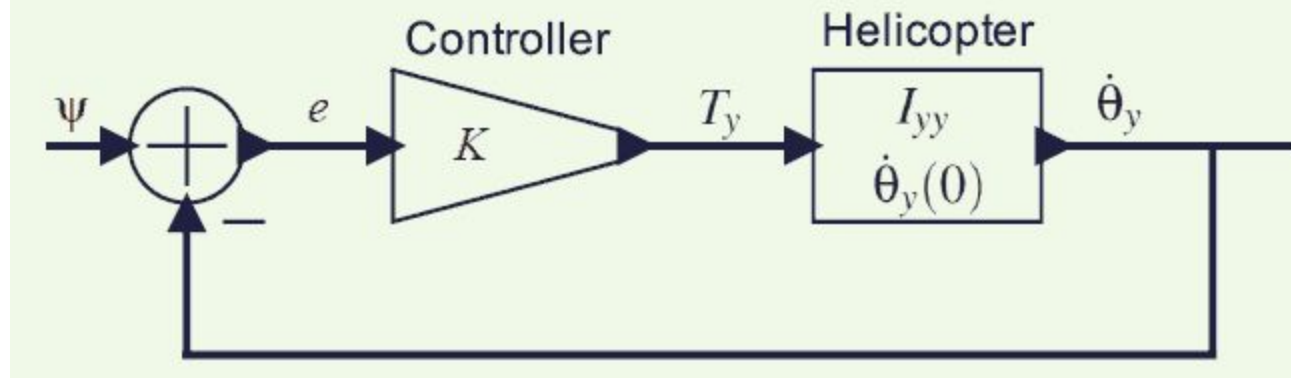 Controller
Helicopter
ψ
e
K
T_y
I_yy
θ̇_y(0)
θ̇_y
+
−